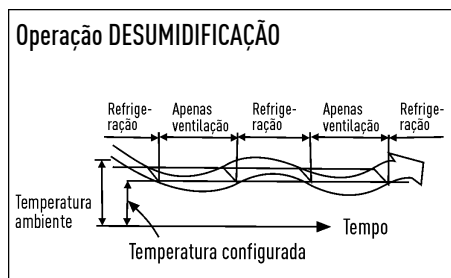 Operação DESUMIDIFICAÇÃO
Refrige-
ração
Apenas
ventilação
Refrige-
ração
Apenas
ventilação
Refrige-
ração
Temperatura
ambiente
Tempo
Temperatura configurada